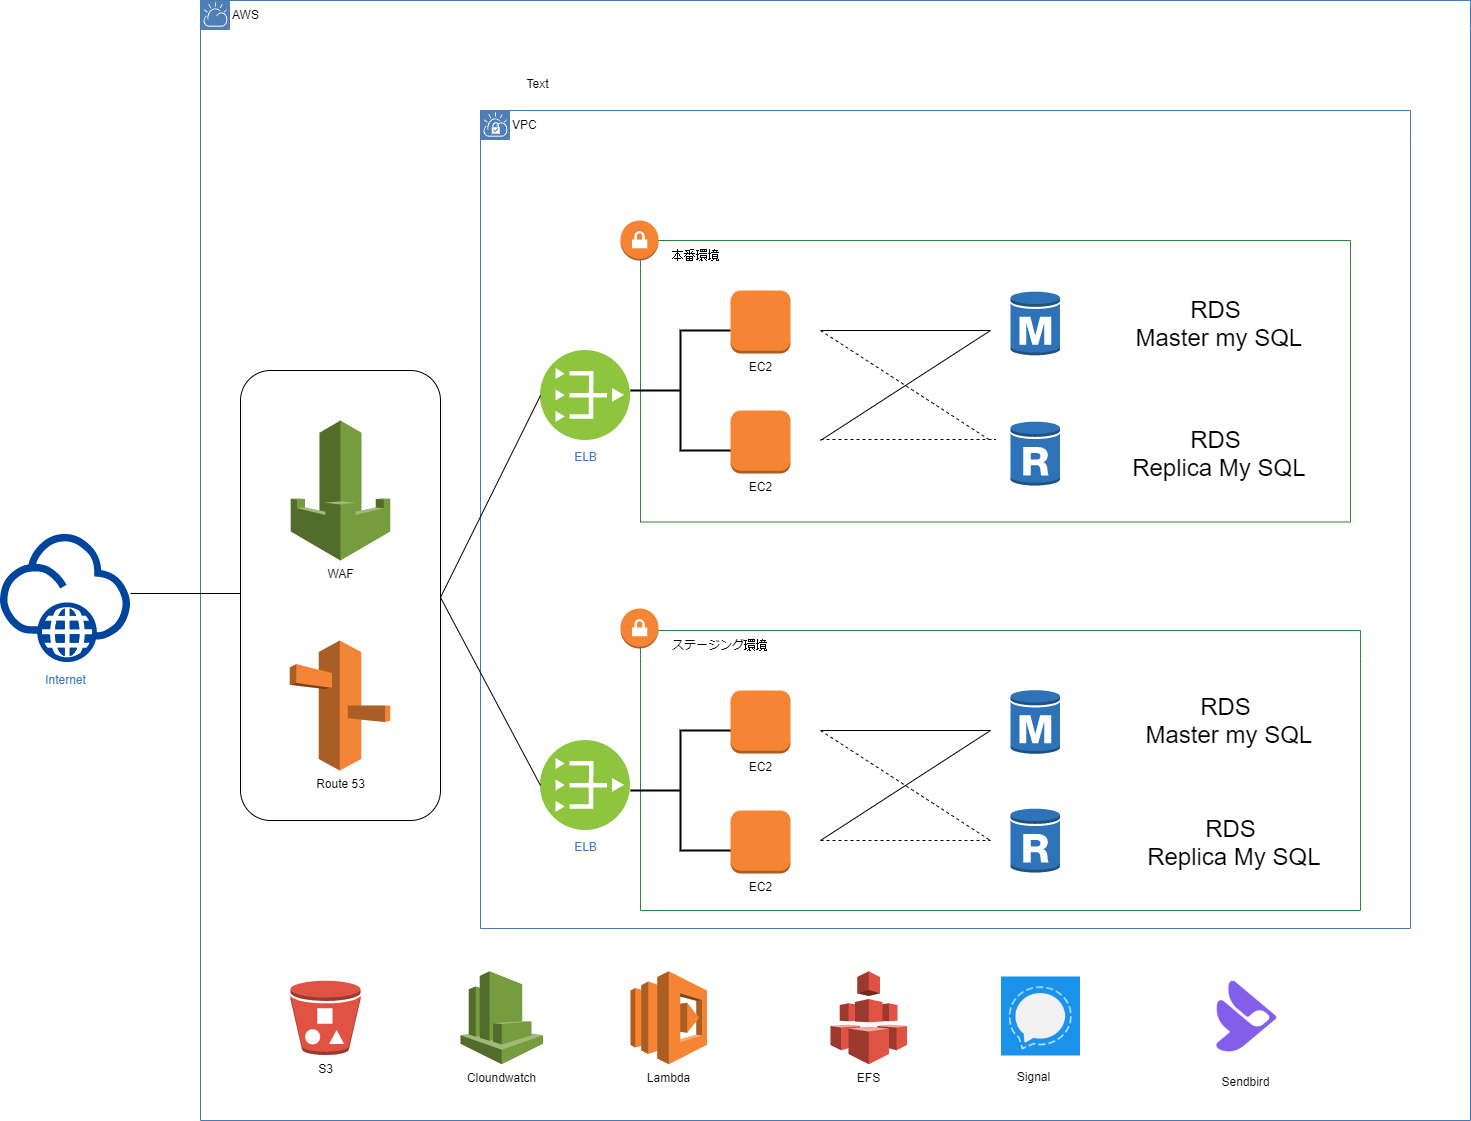 AWS
Text
VPC
本番環境
EC2
RDS
Master my SQL
M
ELB
EC2
R
RDS
Replica My SQL
WAF
Internet
Route 53
ステージング環境
EC2
M
RDS
Master my SQL
ELB
EC2
R
RDS
Replica My SQL
S3
Cloundwatch
Lambda
EFS
Signal
Sendbird